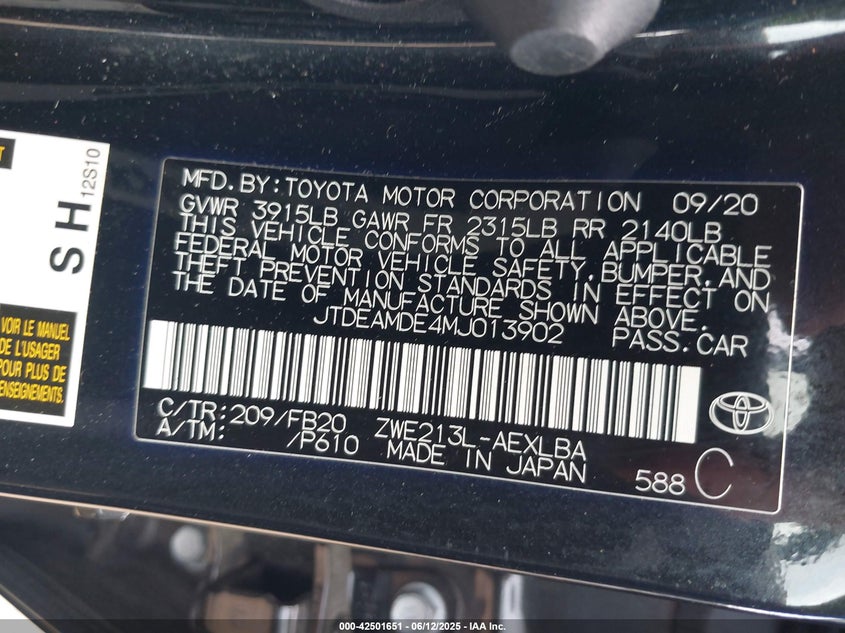 MFD.BY:TOYOTA MOTOR CORPORATION 09/20
GVWR 3915LB GAWR FR 2315LB RR 2140LB
THIS VEHICLE CONFORMS TO ALL APPLICABLE
FEDERAL MOTOR VEHICLE SAFETY,BUMPER,AND
THEFT PREVENTION STANDARDS IN EFFECT ON
THE DATE OF MANUFACTURE SHOWN ABOVE.
JTDEAMDE4MJ013902 PASS.CAR
C/TR:209/FB20 ZWE213L-AEXLBA
A/TM: /P610 MADE IN JAPAN
588 C
SH
12S10
VOIR LE MANUEL
DE L'USAGER
POUR PLUS DE
RENSEIGNEMENTS.
000-42501651 - 06/12/2025 - IAA Inc.